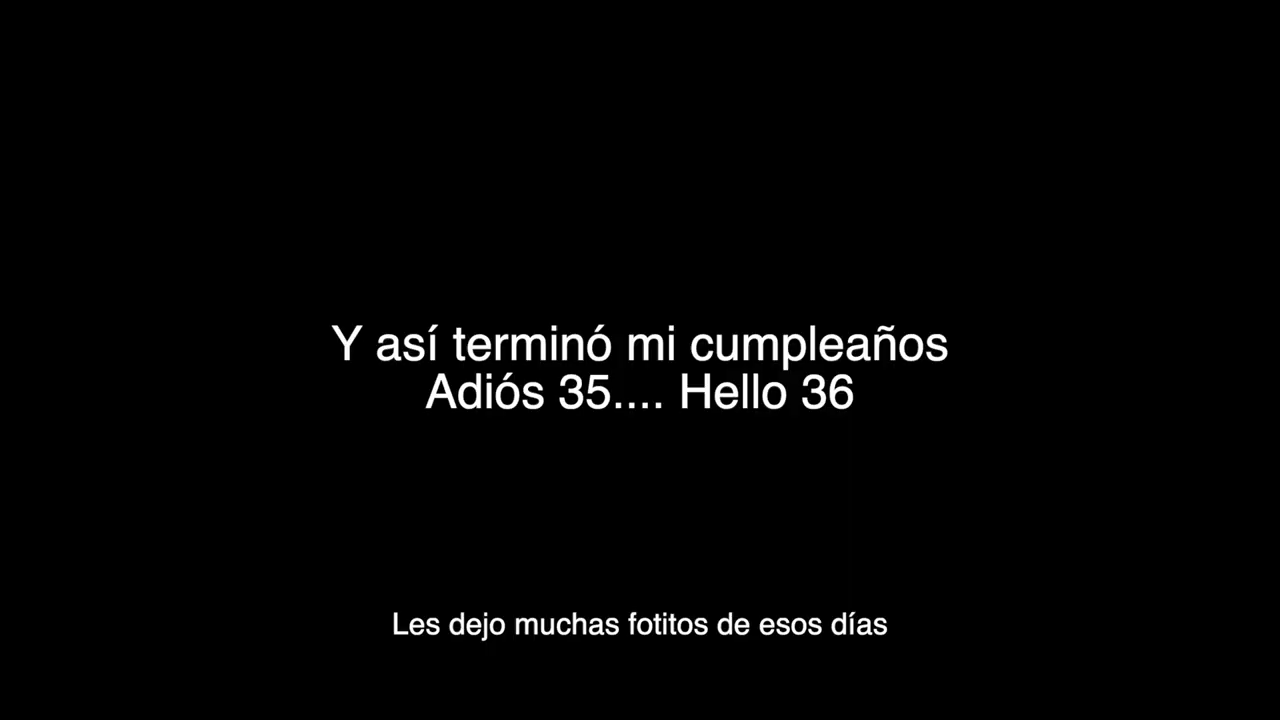 Y así terminó mi cumpleaños
Adiós 35.... Hello 36
Les dejo muchas fotitos de esos días